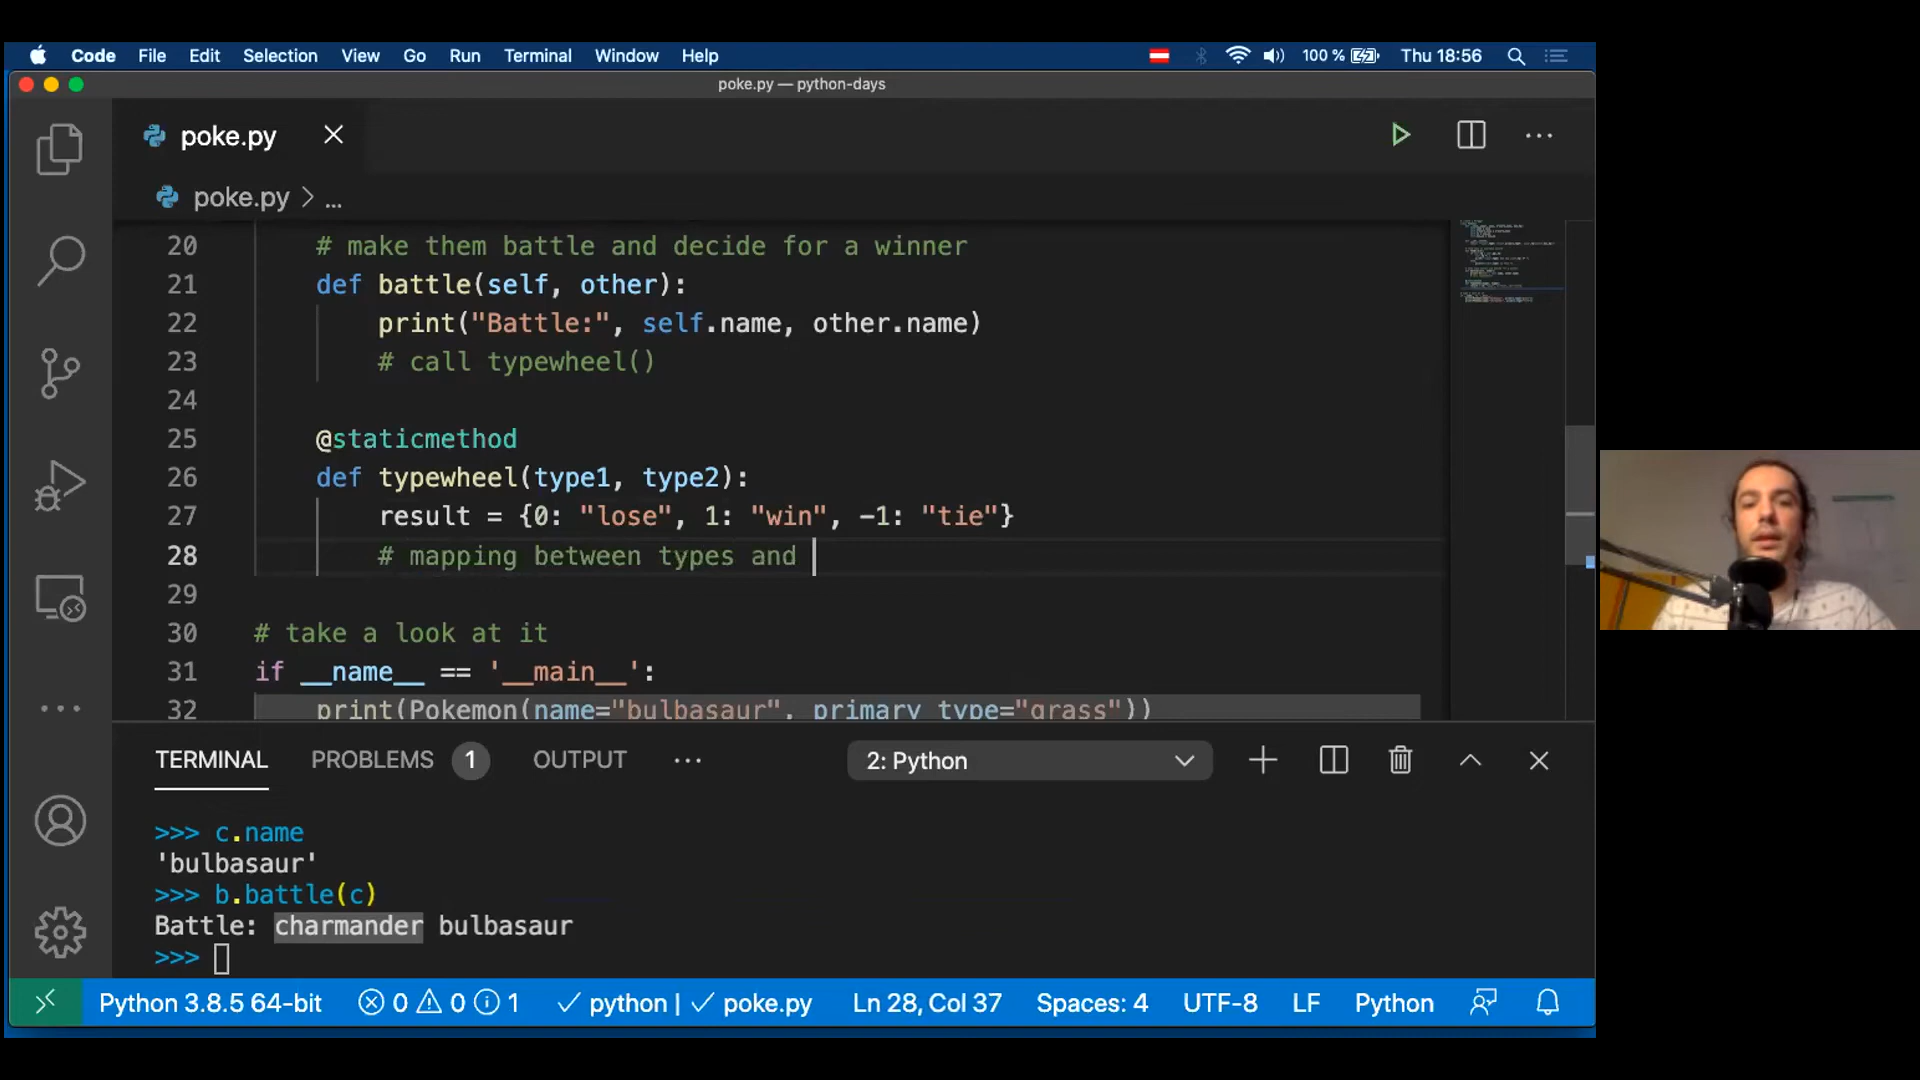 Code File Edit Selection View Go Run Terminal Window Help 100 % Thu 18:56
poke.py — python-days
poke.py
poke.py > ...
20 # make them battle and decide for a winner
21 def battle(self, other):
22 print("Battle:", self.name, other.name)
23 # call typewheel()
24
25 @staticmethod
26 def typewheel(type1, type2):
27 result = {0: "lose", 1: "win", -1: "tie"}
28 # mapping between types and
29
30 # take a look at it
31 if __name__ == '__main__':
32 print(Pokemon(name="bulbasaur", primary_type="grass"))
TERMINAL PROBLEMS 1 OUTPUT ... 2: Python
>>> c.name
'bulbasaur'
>>> b.battle(c)
Battle: charmander bulbasaur
>>>
Python 3.8.5 64-bit 0 0 1 python | poke.py Ln 28, Col 37 Spaces: 4 UTF-8 LF Python